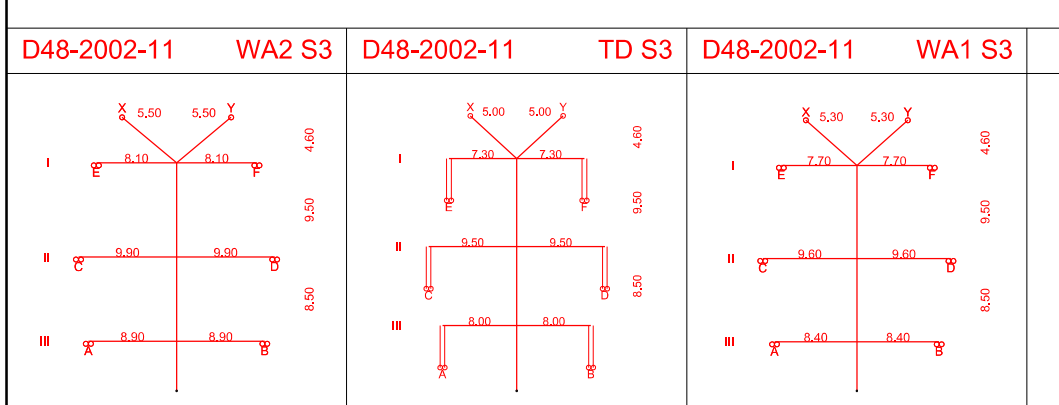 D48-2002-11 WA2 S3
X 5.50 5.50 Y
4.60
I 8.10 8.10
E F
9.50
II 9.90 9.90
C D
8.50
III 8.90 8.90
A B
D48-2002-11 TD S3
X 5.00 5.00 Y
4.60
I 7.30 7.30
E F
9.50
II 9.50 9.50
C D
8.50
III 8.00 8.00
A B
D48-2002-11 WA1 S3
X 5.30 5.30 Y
4.60
I 7.70 7.70
E F
9.50
II 9.60 9.60
C D
8.50
III 8.40 8.40
A B